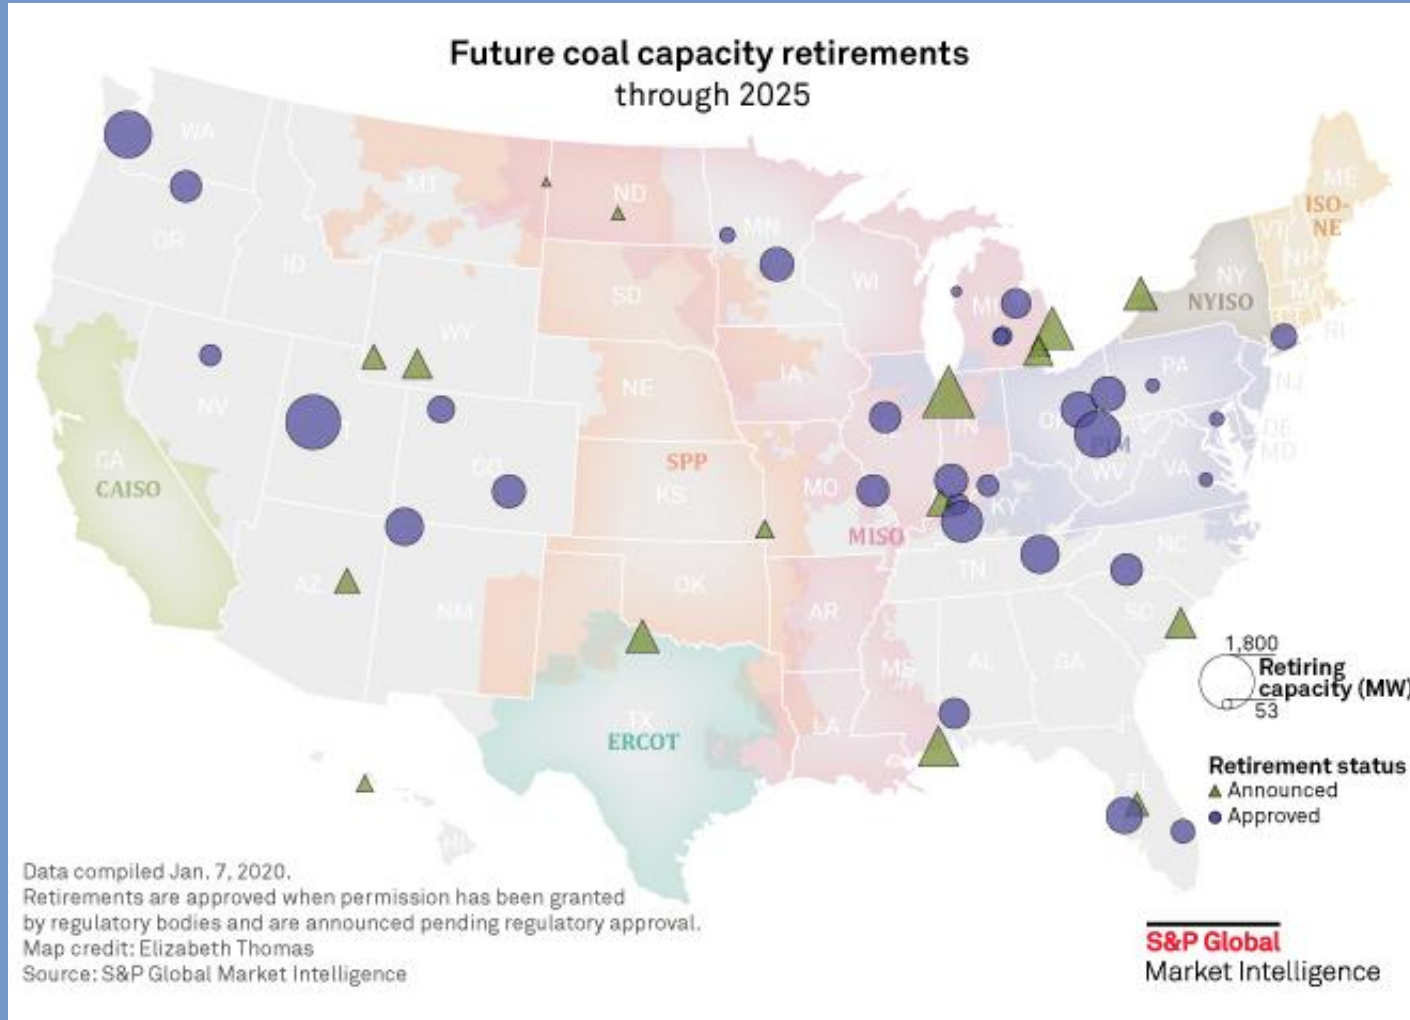 Future coal capacity retirements
through 2025
WA
MT
ND
MN
OR
ID
SD
WI
MI
ME
ISO-
NE
VT
NH
NY
NYISO
MA
CT
RI
WY
NE
IA
PA
NJ
NV
IN
OH
PJM
DE
MD
CA
CAISO
CO
SPP
KS
MO
MISO
WV
VA
KY
AZ
NM
OK
AR
TN
NC
SC
MS
AL
GA
TX
ERCOT
LA
FL
HI
1,800
Retiring
capacity (MW)
53
Retirement status
Announced
Approved
Data compiled Jan. 7, 2020.
Retirements are approved when permission has been granted
by regulatory bodies and are announced pending regulatory approval.
Map credit: Elizabeth Thomas
Source: S&P Global Market Intelligence
S&P Global
Market Intelligence